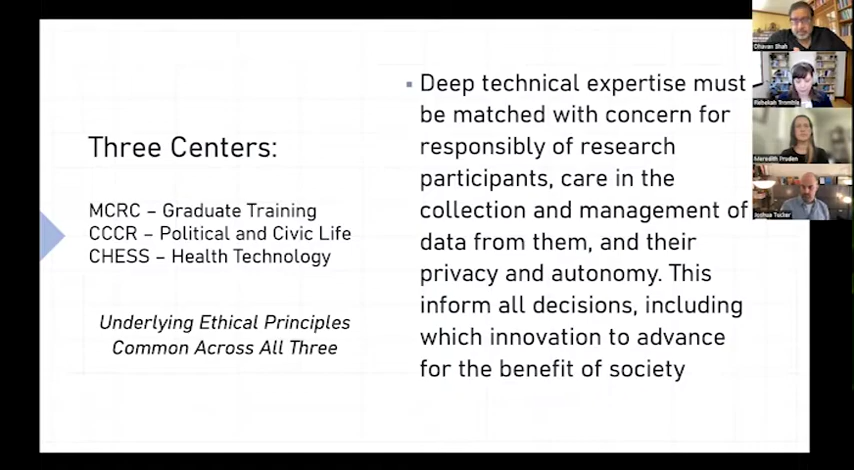 Three Centers:
MCRC – Graduate Training
CCCR – Political and Civic Life
CHESS – Health Technology
Underlying Ethical Principles
Common Across All Three
▪ Deep technical expertise must
be matched with concern for
responsibly of research
participants, care in the
collection and management of
data from them, and their
privacy and autonomy. This
inform all decisions, including
which innovation to advance
for the benefit of society
Dhavan Shah
Rebekah Tromble
Meredith Pruden
Joshua Tucker